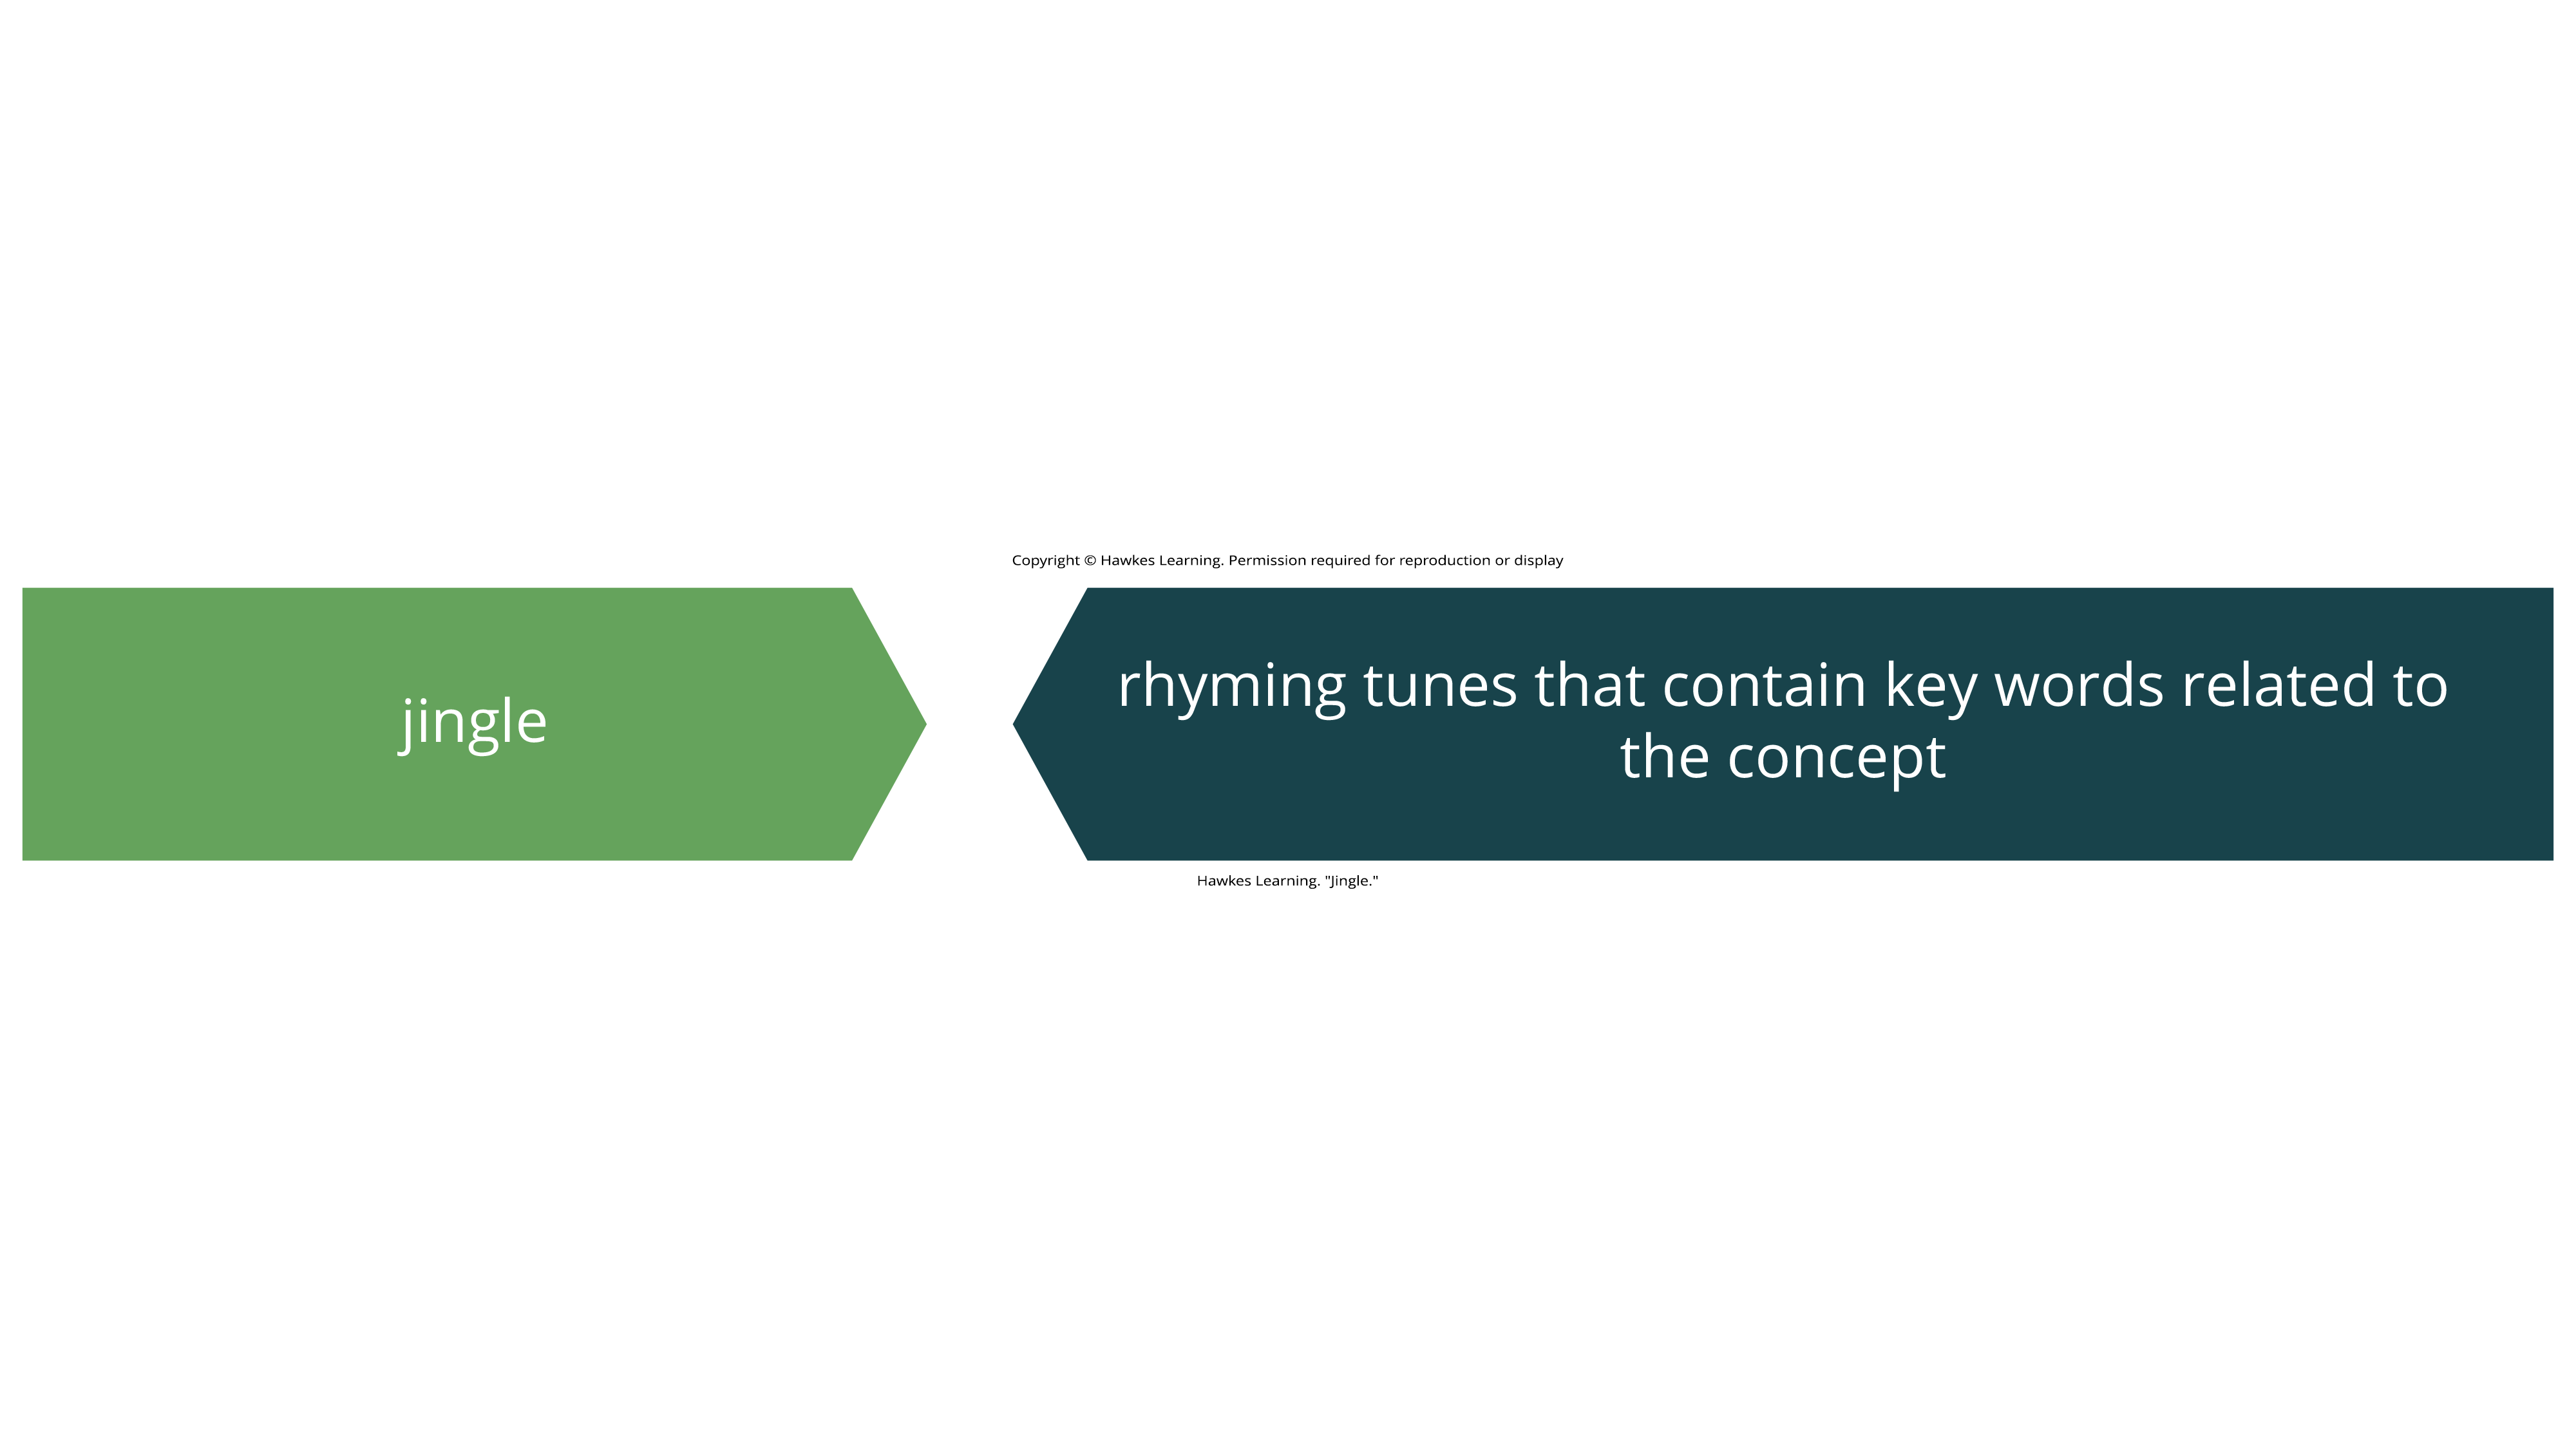 Copyright © Hawkes Learning. Permission required for reproduction or display
jingle
rhyming tunes that contain key words related to
the concept
Hawkes Learning. "Jingle."